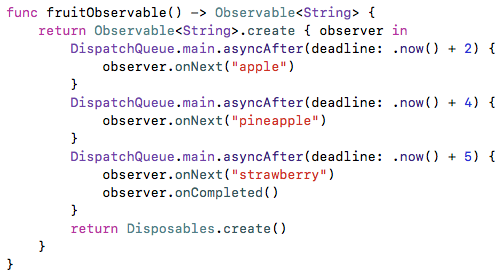 func fruitObservable() -> Observable<String> {
    return Observable<String>.create { observer in
        DispatchQueue.main.asyncAfter(deadline: .now() + 2) {
            observer.onNext("apple")
        }
        DispatchQueue.main.asyncAfter(deadline: .now() + 4) {
            observer.onNext("pineapple")
        }
        DispatchQueue.main.asyncAfter(deadline: .now() + 5) {
            observer.onNext("strawberry")
            observer.onCompleted()
        }
        return Disposables.create()
    }
}